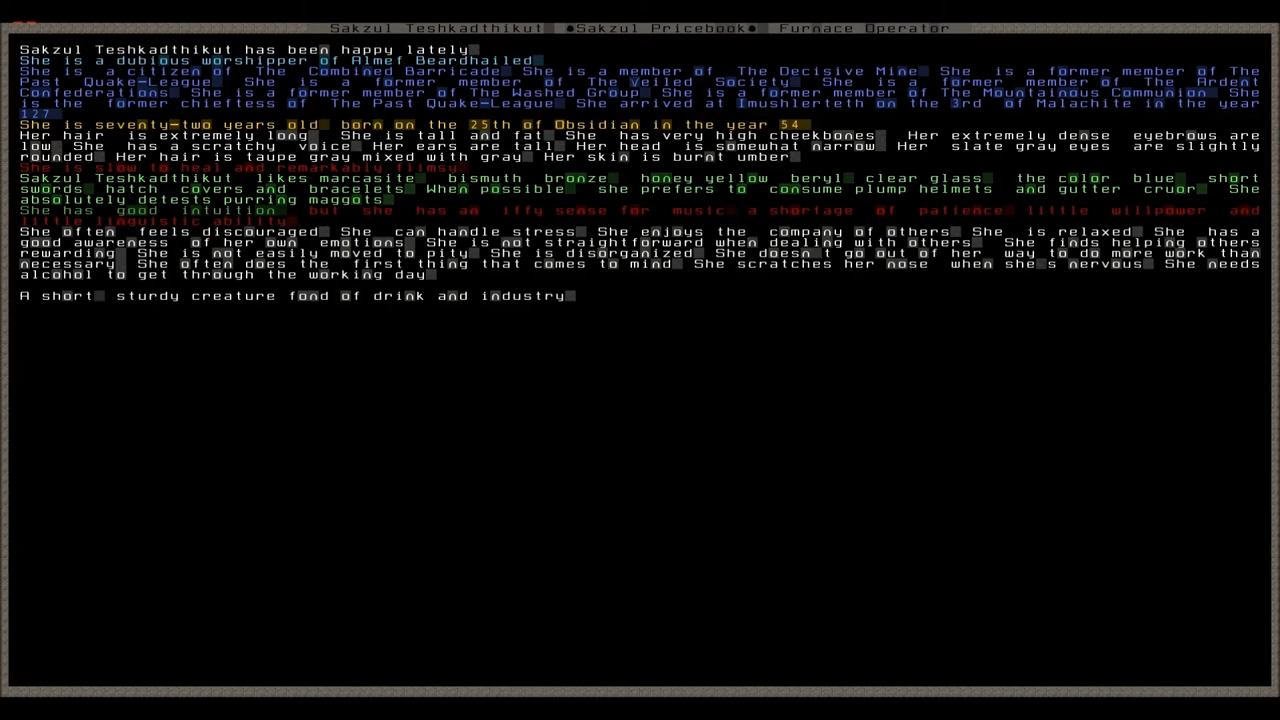 Sakzul Teshkadthikut ●Sakzul Pricebook● Furnace Operator
Sakzul Teshkadthikut has been happy lately
She is a dubious worshipper of Almef Beardhailed
She is a citizen of The Combined Barricade She is a member of The Decisive Mine She is a former member of The
Past Quake-League She is a former member of The Veiled Society She is a former member of The Ardent
Confederations She is a former member of The Washed Group She is a former member of The Mountainous Communion She
is the former chieftess of The Past Quake-League She arrived at Imushlerteth on the 3rd of Malachite in the year
127
She is seventy-two years old born on the 25th of Obsidian in the year 54
Her hair is extremely long She is tall and fat She has very high cheekbones Her extremely dense eyebrows are
low She has a scratchy voice Her ears are tall Her head is somewhat narrow Her slate gray eyes are slightly
rounded Her hair is taupe gray mixed with gray Her skin is burnt umber
She is slow to heal and remarkably flimsy
Sakzul Teshkadthikut likes marcasite bismuth bronze honey yellow beryl clear glass the color blue short
swords hatch covers and bracelets When possible she prefers to consume plump helmets and gutter cruor She
absolutely detests purring maggots
She has good intuition but she has an iffy sense for music a shortage of patience little willpower and
little linguistic ability
She often feels discouraged She can handle stress She enjoys the company of others She is relaxed She has a
good awareness of her own emotions She is not straightforward when dealing with others She finds helping others
rewarding She is not easily moved to pity She is disorganized She doesn t go out of her way to do more work than
necessary She often does the first thing that comes to mind She scratches her nose when she s nervous She needs
alcohol to get through the working day
A short sturdy creature fond of drink and industry